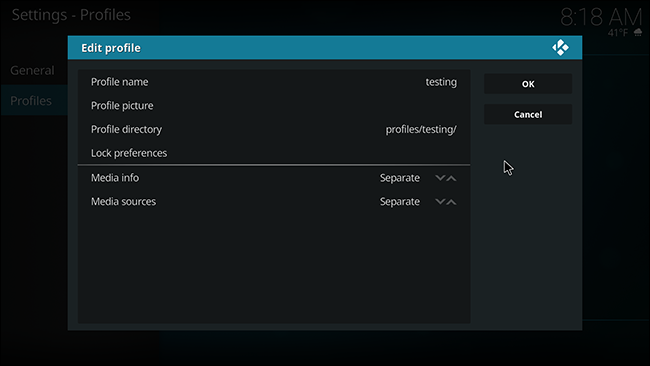 Settings - Profiles
8:18 AM
41°F
Edit profile
General
Profiles
Profile name testing
Profile picture
Profile directory profiles/testing/
Lock preferences
Media info Separate
Media sources Separate
OK
Cancel